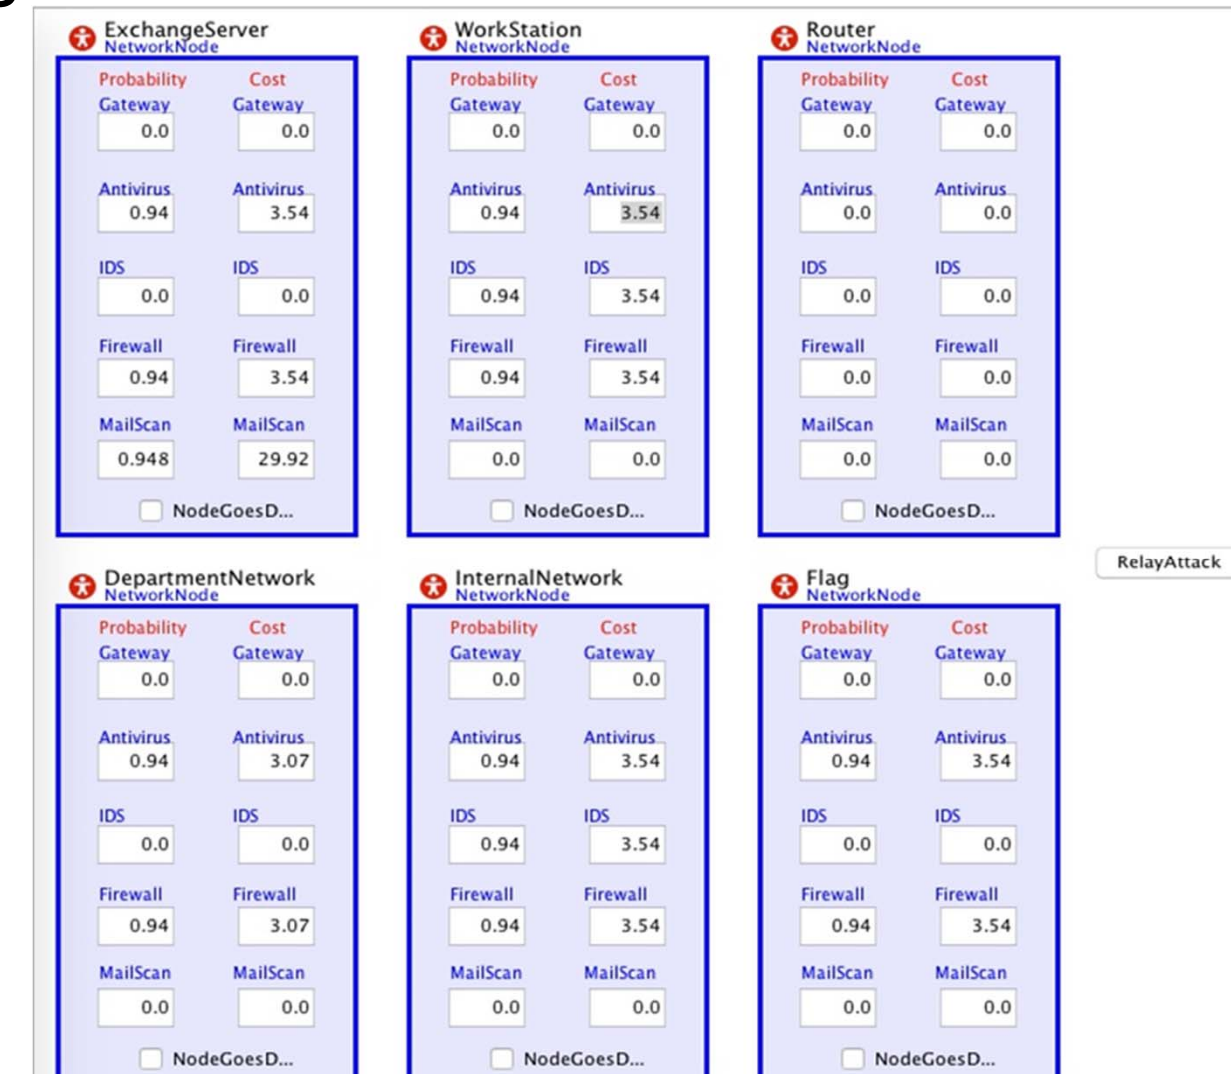 ExchangeServer WorkStation Router
NetworkNode NetworkNode NetworkNode
Probability Cost Probability Cost Probability Cost
Gateway Gateway Gateway Gateway Gateway Gateway
0.0 0.0 0.0 0.0 0.0 0.0
Antivirus Antivirus Antivirus Antivirus Antivirus Antivirus
0.94 3.54 0.94 3.54 0.0 0.0
IDS IDS IDS IDS IDS IDS
0.0 0.0 0.94 3.54 0.0 0.0
Firewall Firewall Firewall Firewall Firewall Firewall
0.94 3.54 0.94 3.54 0.0 0.0
MailScan MailScan MailScan MailScan MailScan MailScan
0.948 29.92 0.0 0.0 0.0 0.0
NodeGoesD... NodeGoesD... NodeGoesD...
RelayAttack
DepartmentNetwork InternalNetwork Flag
NetworkNode NetworkNode NetworkNode
Probability Cost Probability Cost Probability Cost
Gateway Gateway Gateway Gateway Gateway Gateway
0.0 0.0 0.0 0.0 0.0 0.0
Antivirus Antivirus Antivirus Antivirus Antivirus Antivirus
0.94 3.07 0.94 3.54 0.94 3.54
IDS IDS IDS IDS IDS IDS
0.0 0.0 0.94 3.54 0.0 0.0
Firewall Firewall Firewall Firewall Firewall Firewall
0.94 3.07 0.94 3.54 0.94 3.54
MailScan MailScan MailScan MailScan MailScan MailScan
0.0 0.0 0.0 0.0 0.0 0.0
NodeGoesD... NodeGoesD... NodeGoesD...